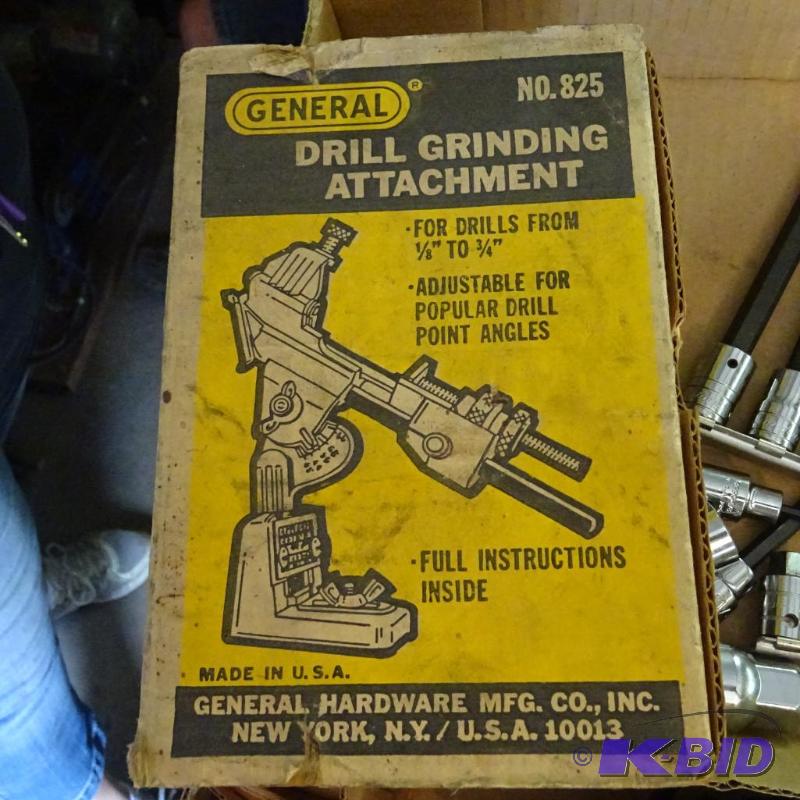 GENERAL®
NO. 825
DRILL GRINDING
ATTACHMENT
·FOR DRILLS FROM
1/8" TO 3/4"
·ADJUSTABLE FOR
POPULAR DRILL
POINT ANGLES
·FULL INSTRUCTIONS
INSIDE
MADE IN U.S.A.
GENERAL HARDWARE MFG. CO., INC.
NEW YORK, N.Y. / U.S.A. 10013
© K-BID